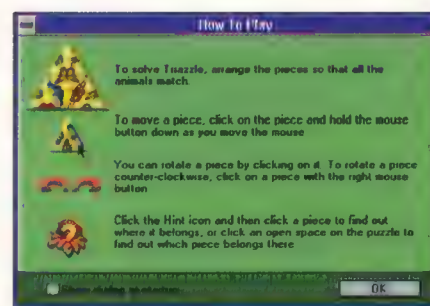 How To Play
To solve Triazzle, arrange the pieces so that all the
animals match
To move a piece, click on the piece and hold the mouse
button down as you move the mouse
You can rotate a piece by clicking on it. To rotate a piece
counter-clockwise, click on a piece with the right mouse
button
Click the Hint icon and then click a piece to find out
where it belongs, or click an open space on the puzzle to
find out which piece belongs there
Show dialog at startup
OK